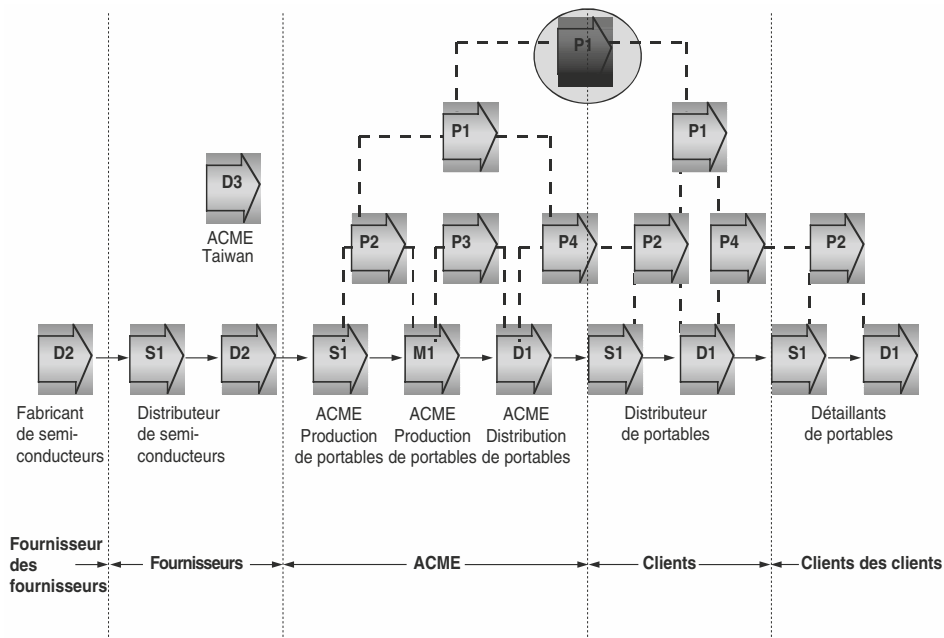 P1
P1
P1
D3
ACME
Taiwan
P2
P3
P4
P2
P4
P2
D2
S1
D2
S1
M1
D1
S1
D1
S1
D1
Fabricant
de semi-
conducteurs
Distributeur
de semi-
conducteurs
ACME
Production
de portables
ACME
Production
de portables
ACME
Distribution
de portables
Distributeur
de portables
Détaillants
de portables
Fournisseur
des
fournisseurs
Fournisseurs
ACME
Clients
Clients des clients